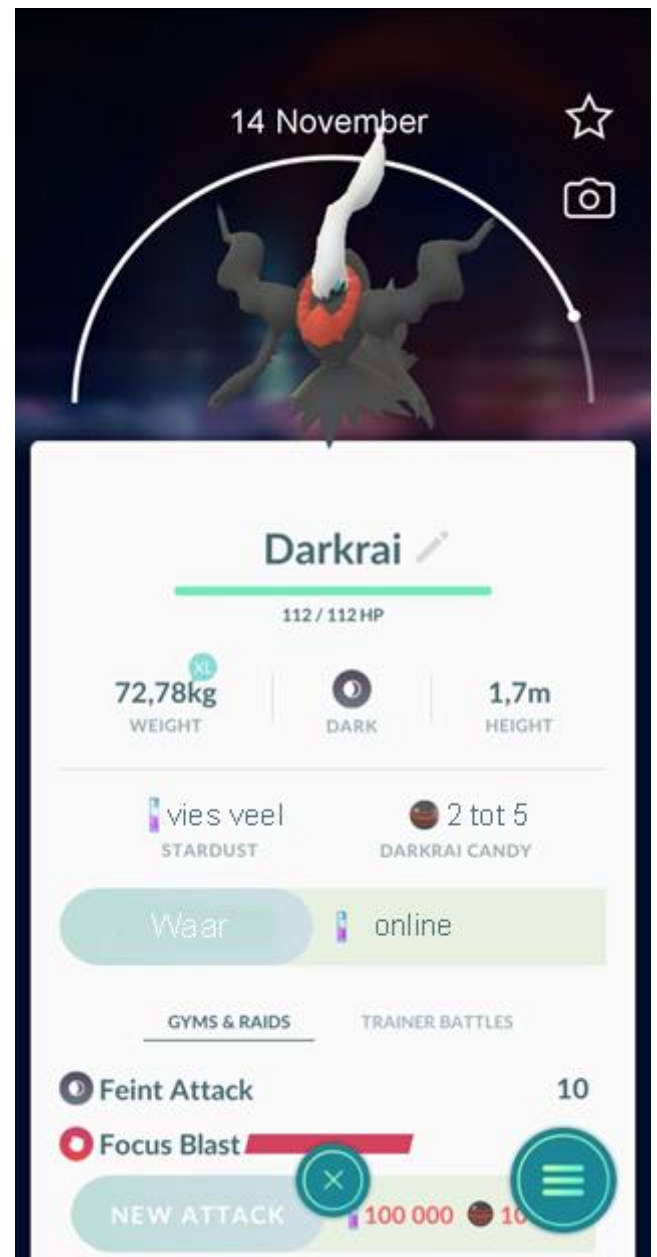 14 November
Darkrai
112 / 112 HP
XL
72,78kg
WEIGHT
DARK
1,7m
HEIGHT
vies veel
STARDUST
2 tot 5
DARKRAI CANDY
Waar
online
GYMS & RAIDS
TRAINER BATTLES
Feint Attack
10
Focus Blast
NEW ATTACK
100 000